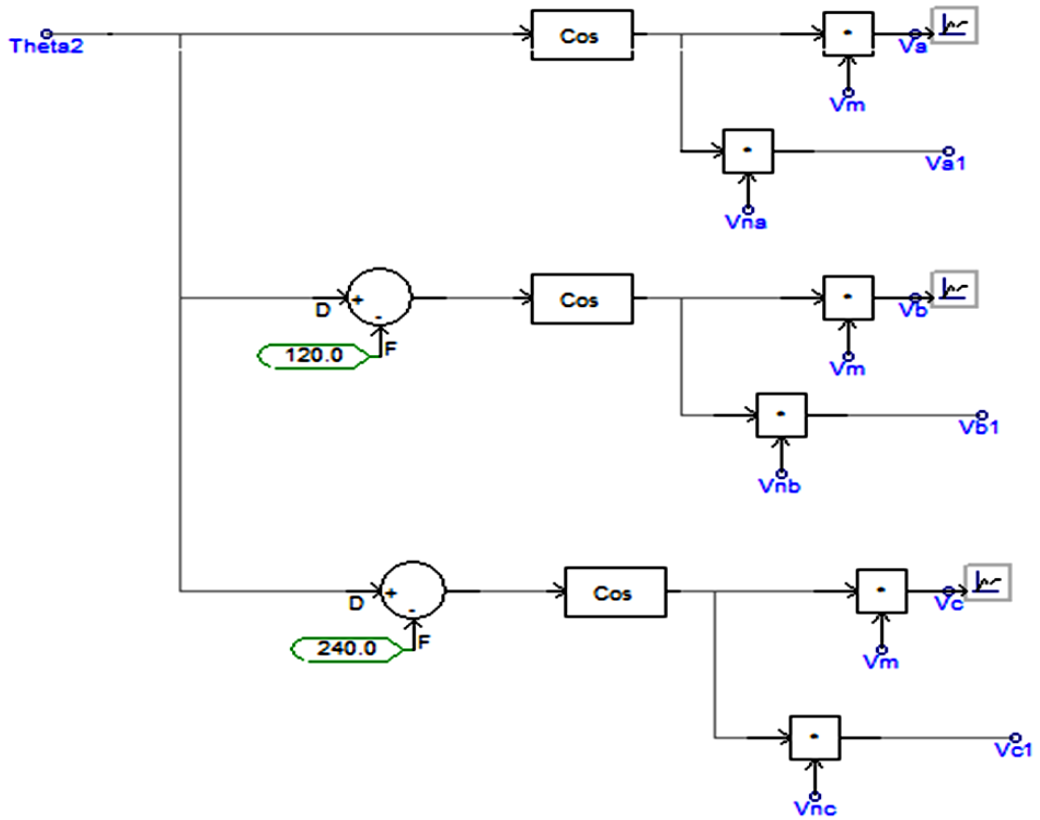 Theta2
Cos
*
Va
Vm
*
Va1
Vna
D
+
-
F
120.0
Cos
*
Vb
Vm
*
Vb1
Vnb
D
+
-
F
240.0
Cos
*
Vc
Vm
*
Vc1
Vnc